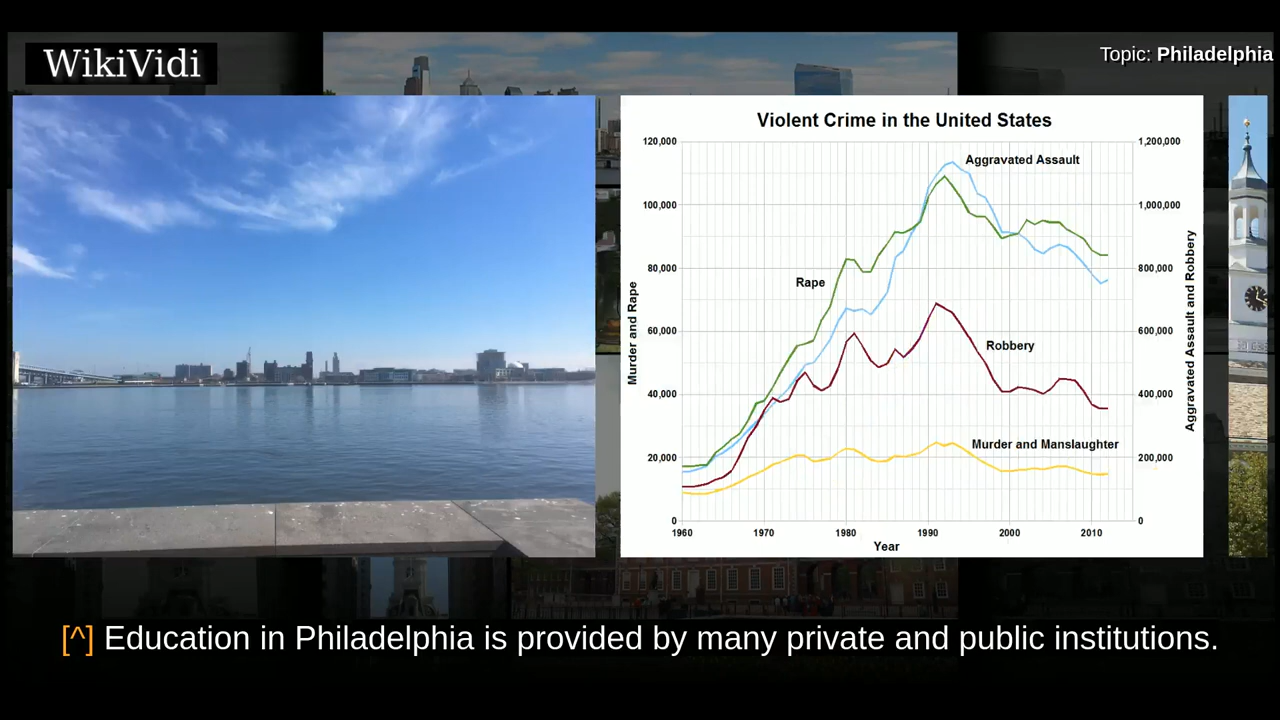 WikiVidi
Topic: Philadelphia
Violent Crime in the United States
120,000
100,000
80,000
60,000
40,000
20,000
0
Murder and Rape
1,200,000
1,000,000
800,000
600,000
400,000
200,000
0
Aggravated Assault and Robbery
Aggravated Assault
Rape
Robbery
Murder and Manslaughter
1960 1970 1980 1990 2000 2010
Year
[^] Education in Philadelphia is provided by many private and public institutions.